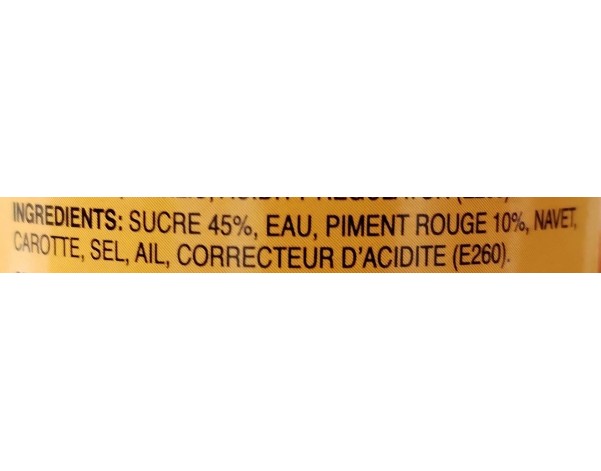 INGREDIENTS: SUCRE 45%, EAU, PIMENT ROUGE 10%, NAVET,
CAROTTE, SEL, AIL, CORRECTEUR D'ACIDITE (E260).